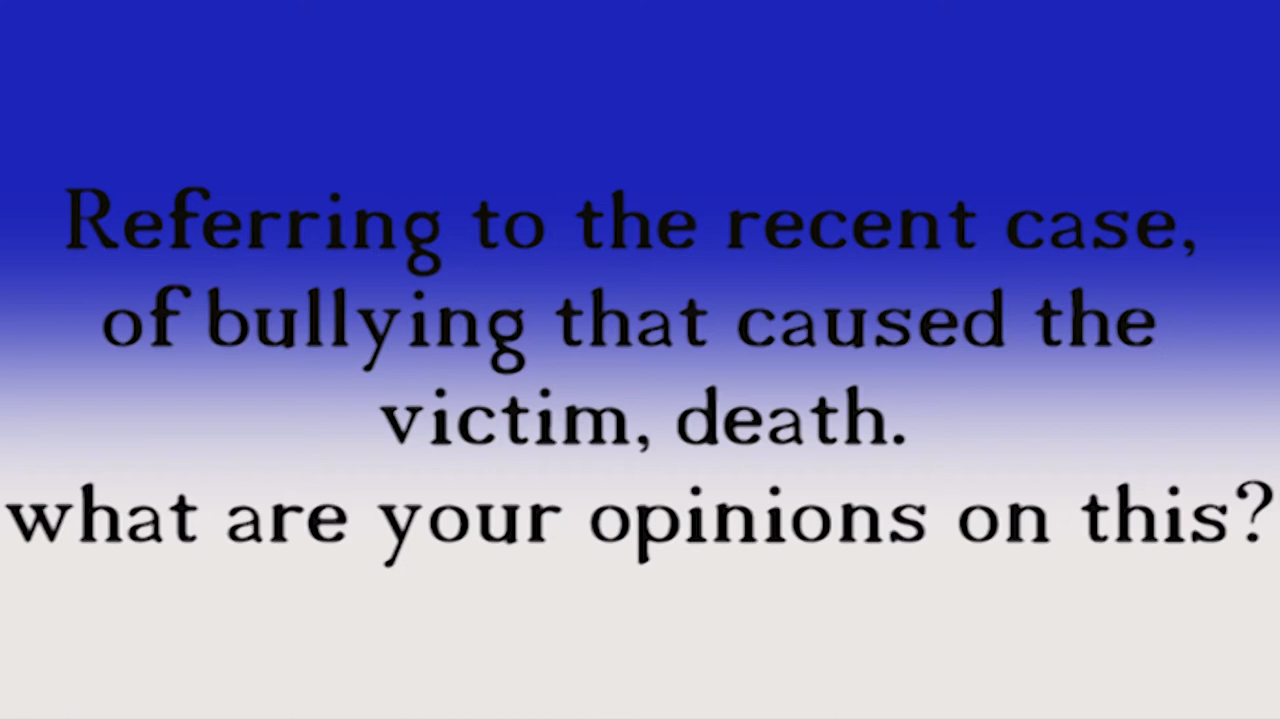 Referring to the recent case,
of bullying that caused the
victim, death.
what are your opinions on this?